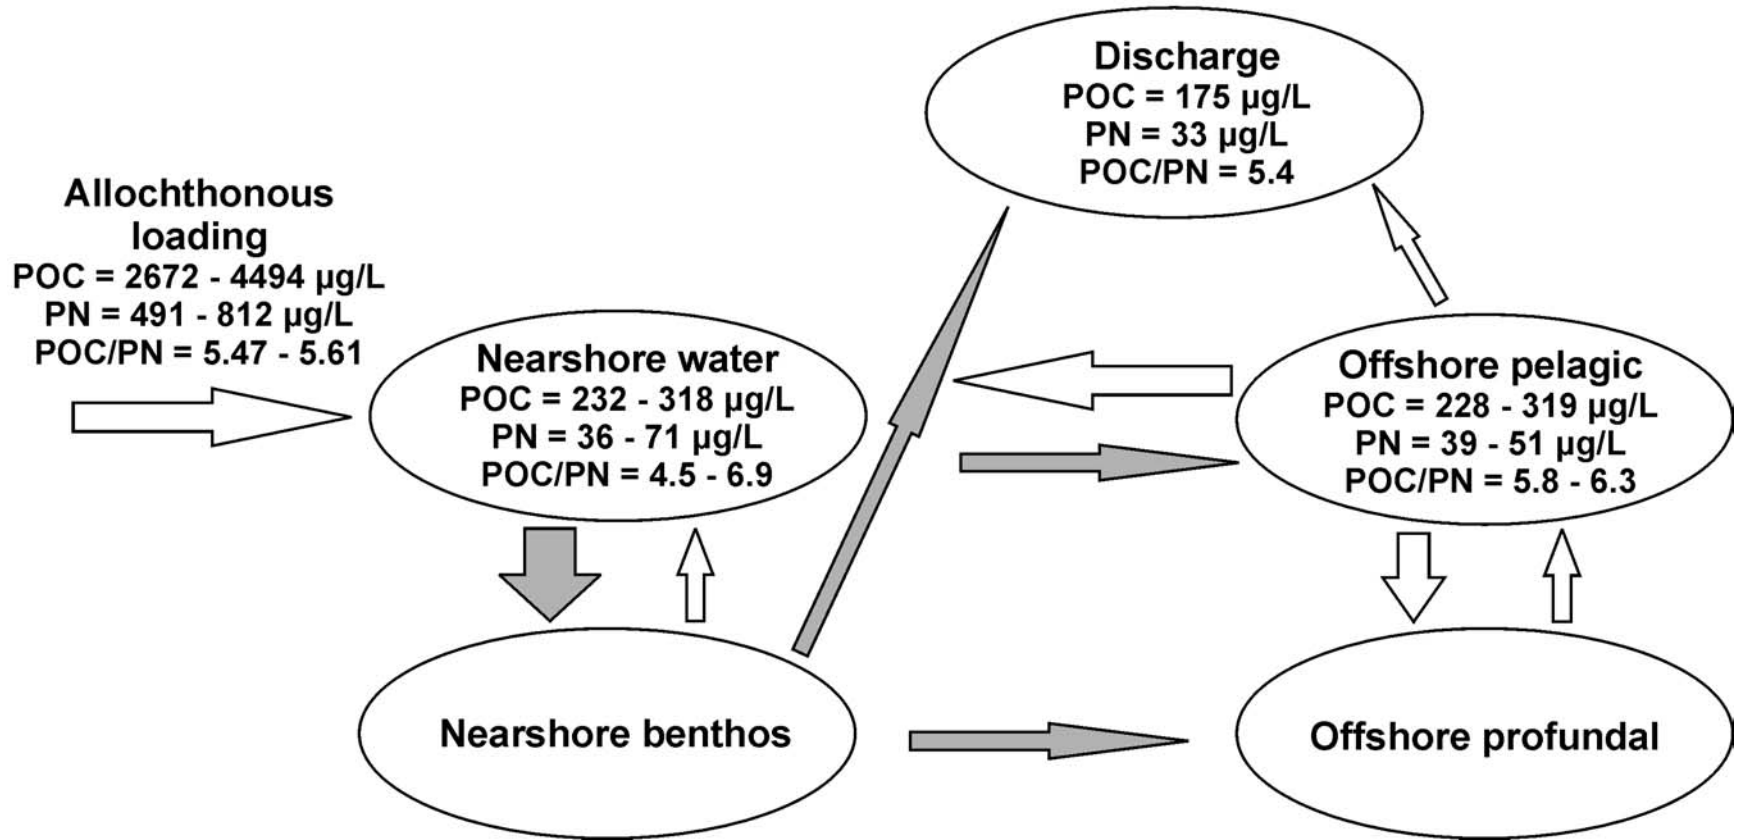 Discharge
POC = 175 µg/L
PN = 33 µg/L
POC/PN = 5.4
Allochthonous
loading
POC = 2672 - 4494 µg/L
PN = 491 - 812 µg/L
POC/PN = 5.47 - 5.61
Nearshore water
POC = 232 - 318 µg/L
PN = 36 - 71 µg/L
POC/PN = 4.5 - 6.9
Offshore pelagic
POC = 228 - 319 µg/L
PN = 39 - 51 µg/L
POC/PN = 5.8 - 6.3
Nearshore benthos
Offshore profundal